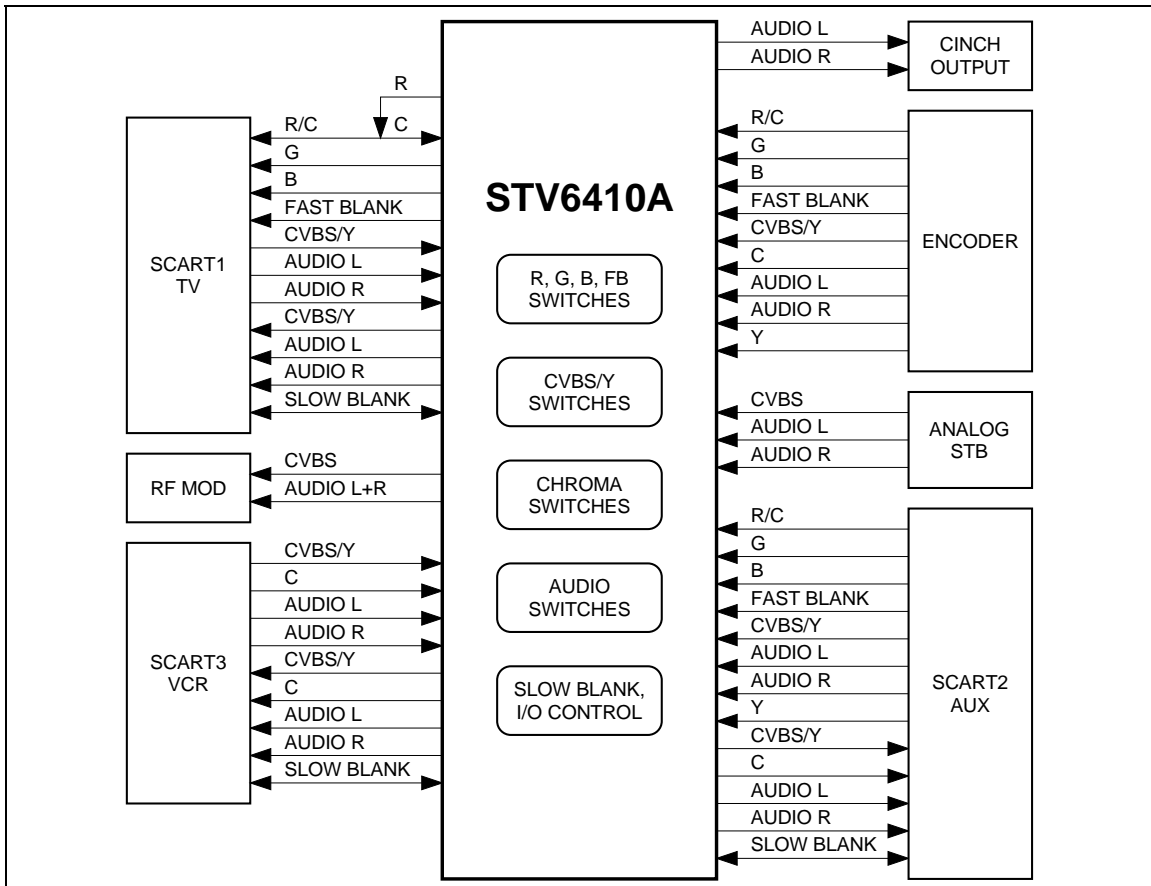 R
R/C
C
G
B
FAST BLANK
CVBS/Y
AUDIO L
AUDIO R
CVBS/Y
AUDIO L
AUDIO R
SLOW BLANK
SCART1
TV
CVBS
AUDIO L+R
RF MOD
CVBS/Y
C
AUDIO L
AUDIO R
CVBS/Y
C
AUDIO L
AUDIO R
SLOW BLANK
SCART3
VCR
STV6410A
R, G, B, FB
SWITCHES
CVBS/Y
SWITCHES
CHROMA
SWITCHES
AUDIO
SWITCHES
SLOW BLANK,
I/O CONTROL
AUDIO L
AUDIO R
CINCH
OUTPUT
R/C
G
B
FAST BLANK
CVBS/Y
C
AUDIO L
AUDIO R
Y
ENCODER
CVBS
AUDIO L
AUDIO R
ANALOG
STB
R/C
G
B
FAST BLANK
CVBS/Y
AUDIO L
AUDIO R
Y
CVBS/Y
C
AUDIO L
AUDIO R
SLOW BLANK
SCART2
AUX